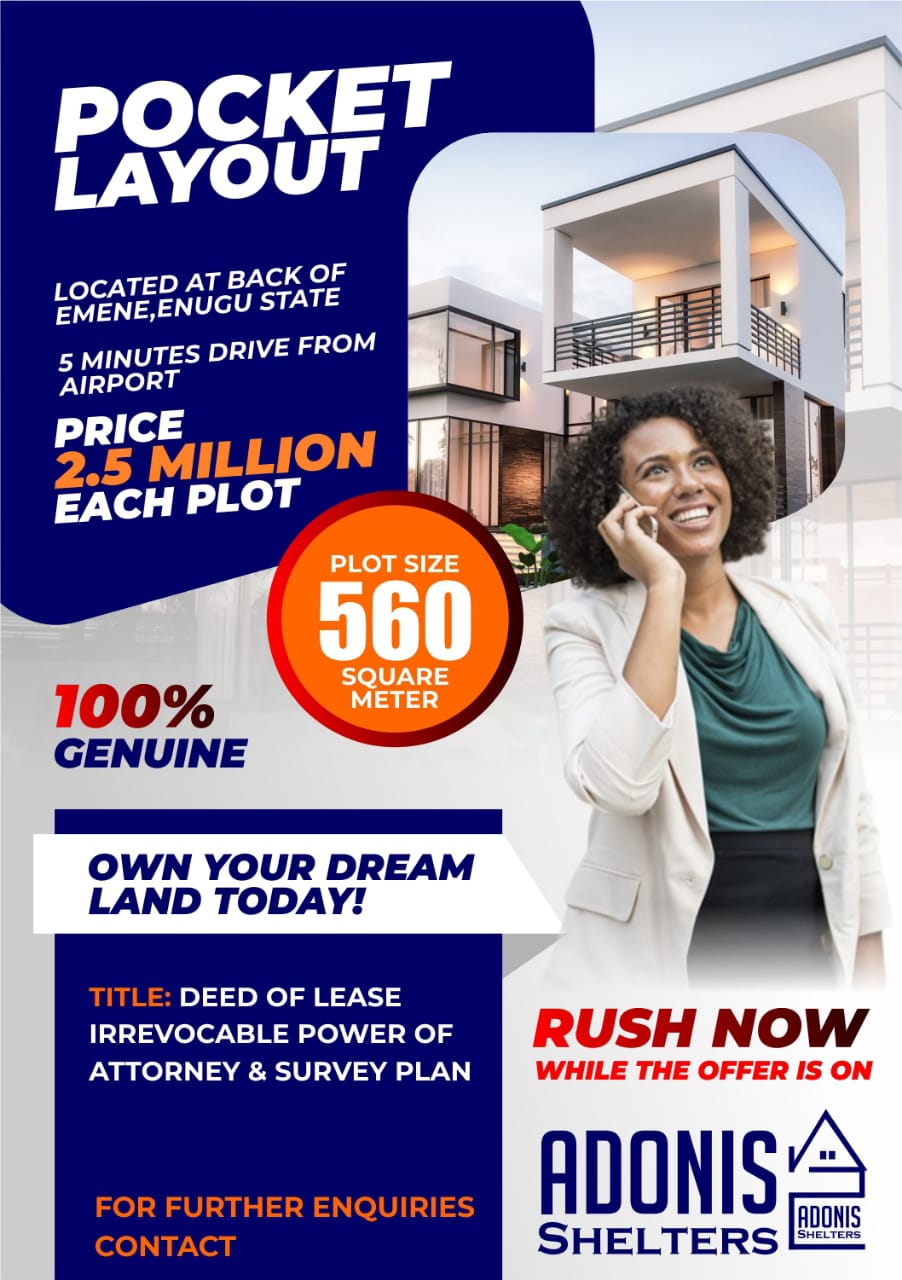 POCKET
LAYOUT
LOCATED AT BACK OF
EMENE,ENUGU STATE
5 MINUTES DRIVE FROM
AIRPORT
PRICE
2.5 MILLION
EACH PLOT
PLOT SIZE
560
SQUARE
METER
100%
GENUINE
OWN YOUR DREAM
LAND TODAY!
TITLE: DEED OF LEASE
IRREVOCABLE POWER OF
ATTORNEY & SURVEY PLAN
FOR FURTHER ENQUIRIES
CONTACT
RUSH NOW
WHILE THE OFFER IS ON
ADONIS
SHELTERS
ADONIS
SHELTERS